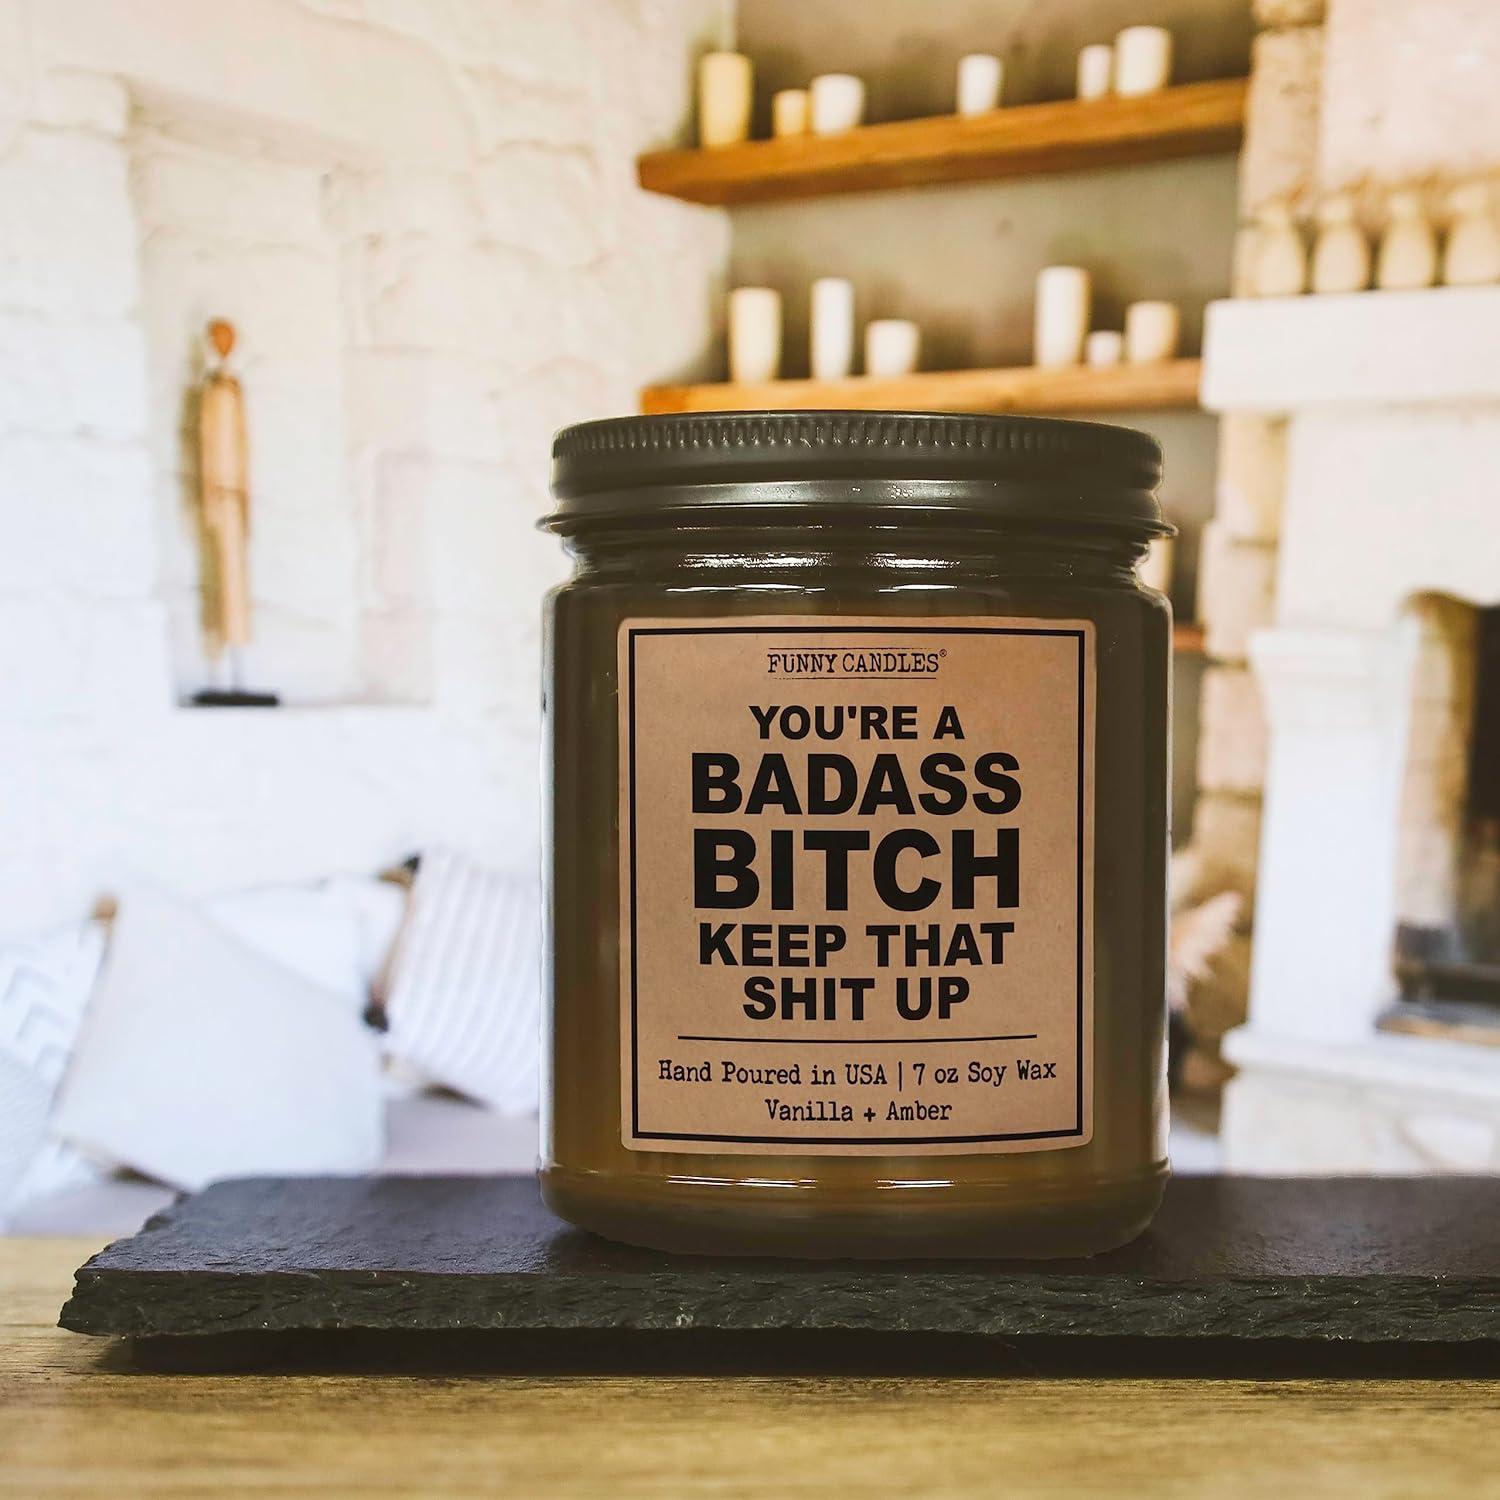 FUNNY CANDLES®
YOU'RE A
BADASS
BITCH
KEEP THAT
SHIT UP
Hand Poured in USA | 7 oz Soy Wax
Vanilla + Amber